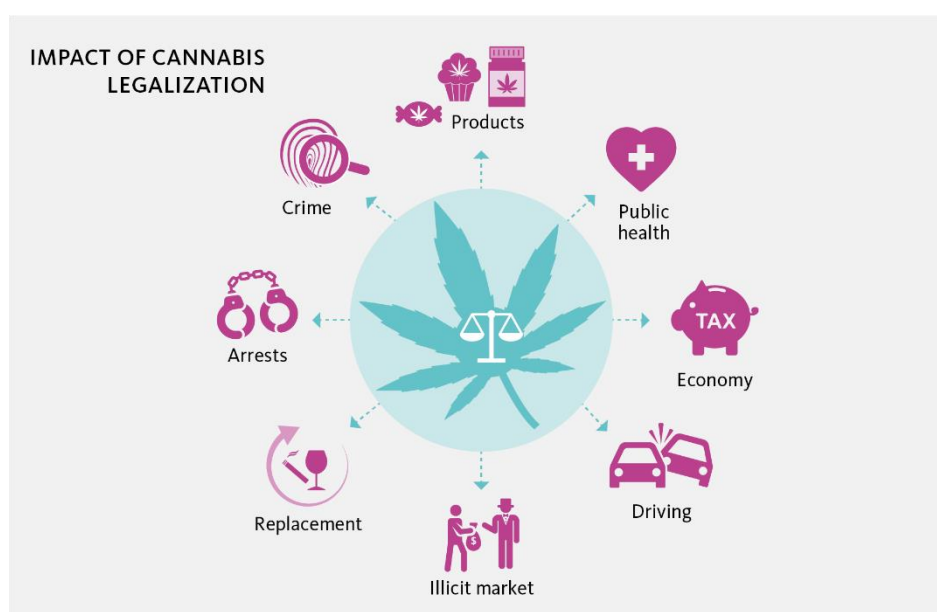 IMPACT OF CANNABIS
LEGALIZATION
Products
Public
health
TAX
Economy
Driving
$
Illicit market
Replacement
Arrests
Crime